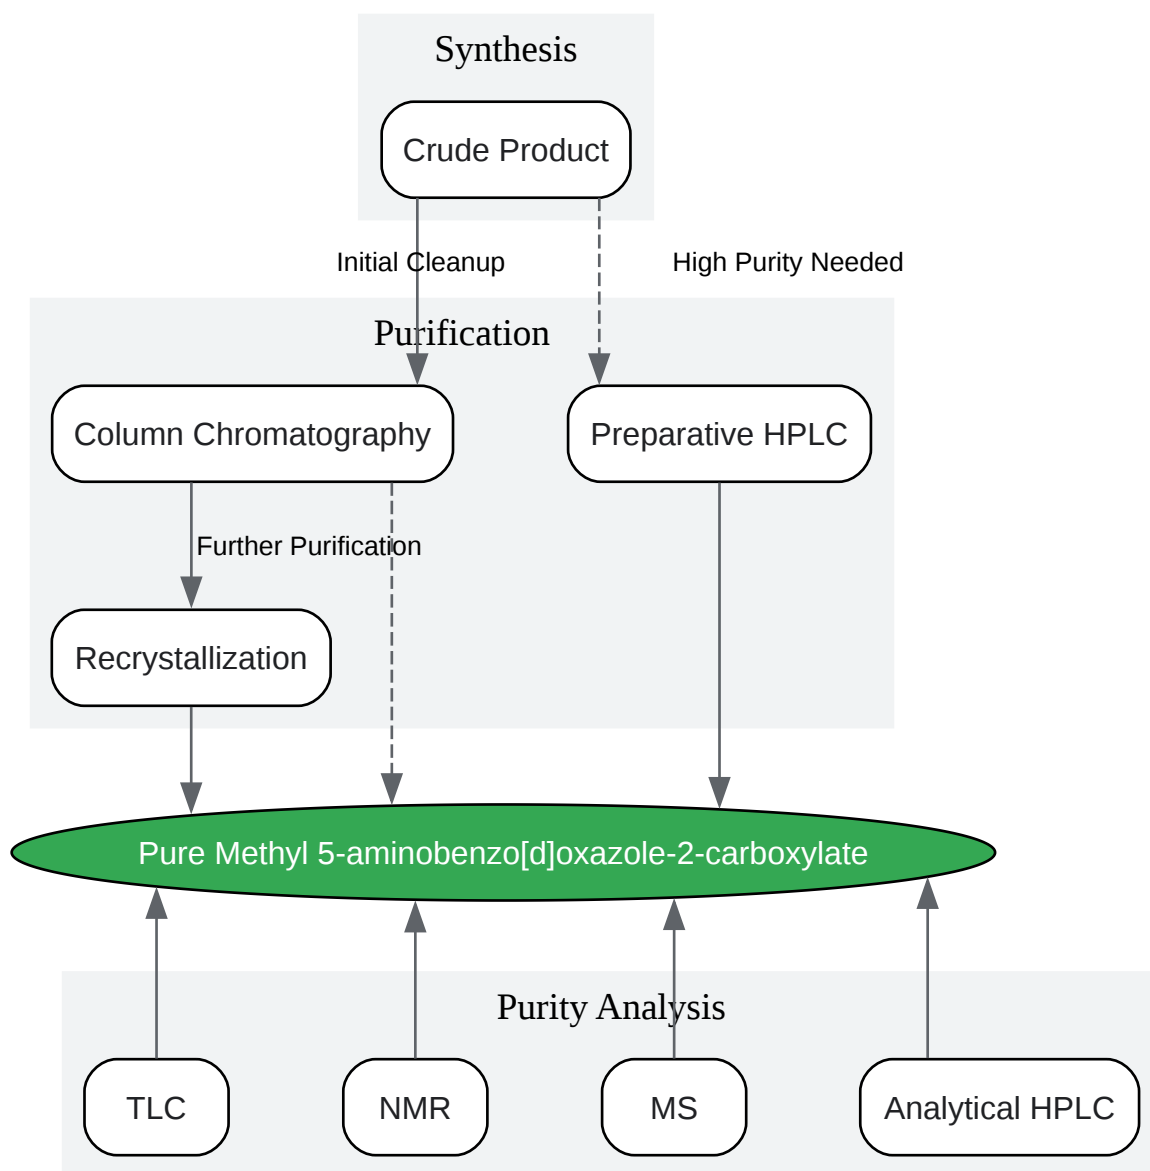 Synthesis
Crude Product
Initial Cleanup
High Purity Needed
Purification
Column Chromatography
Preparative HPLC
Further Purification
Recrystallization
Pure Methyl 5-aminobenzo[d]oxazole-2-carboxylate
Purity Analysis
TLC
NMR
MS
Analytical HPLC